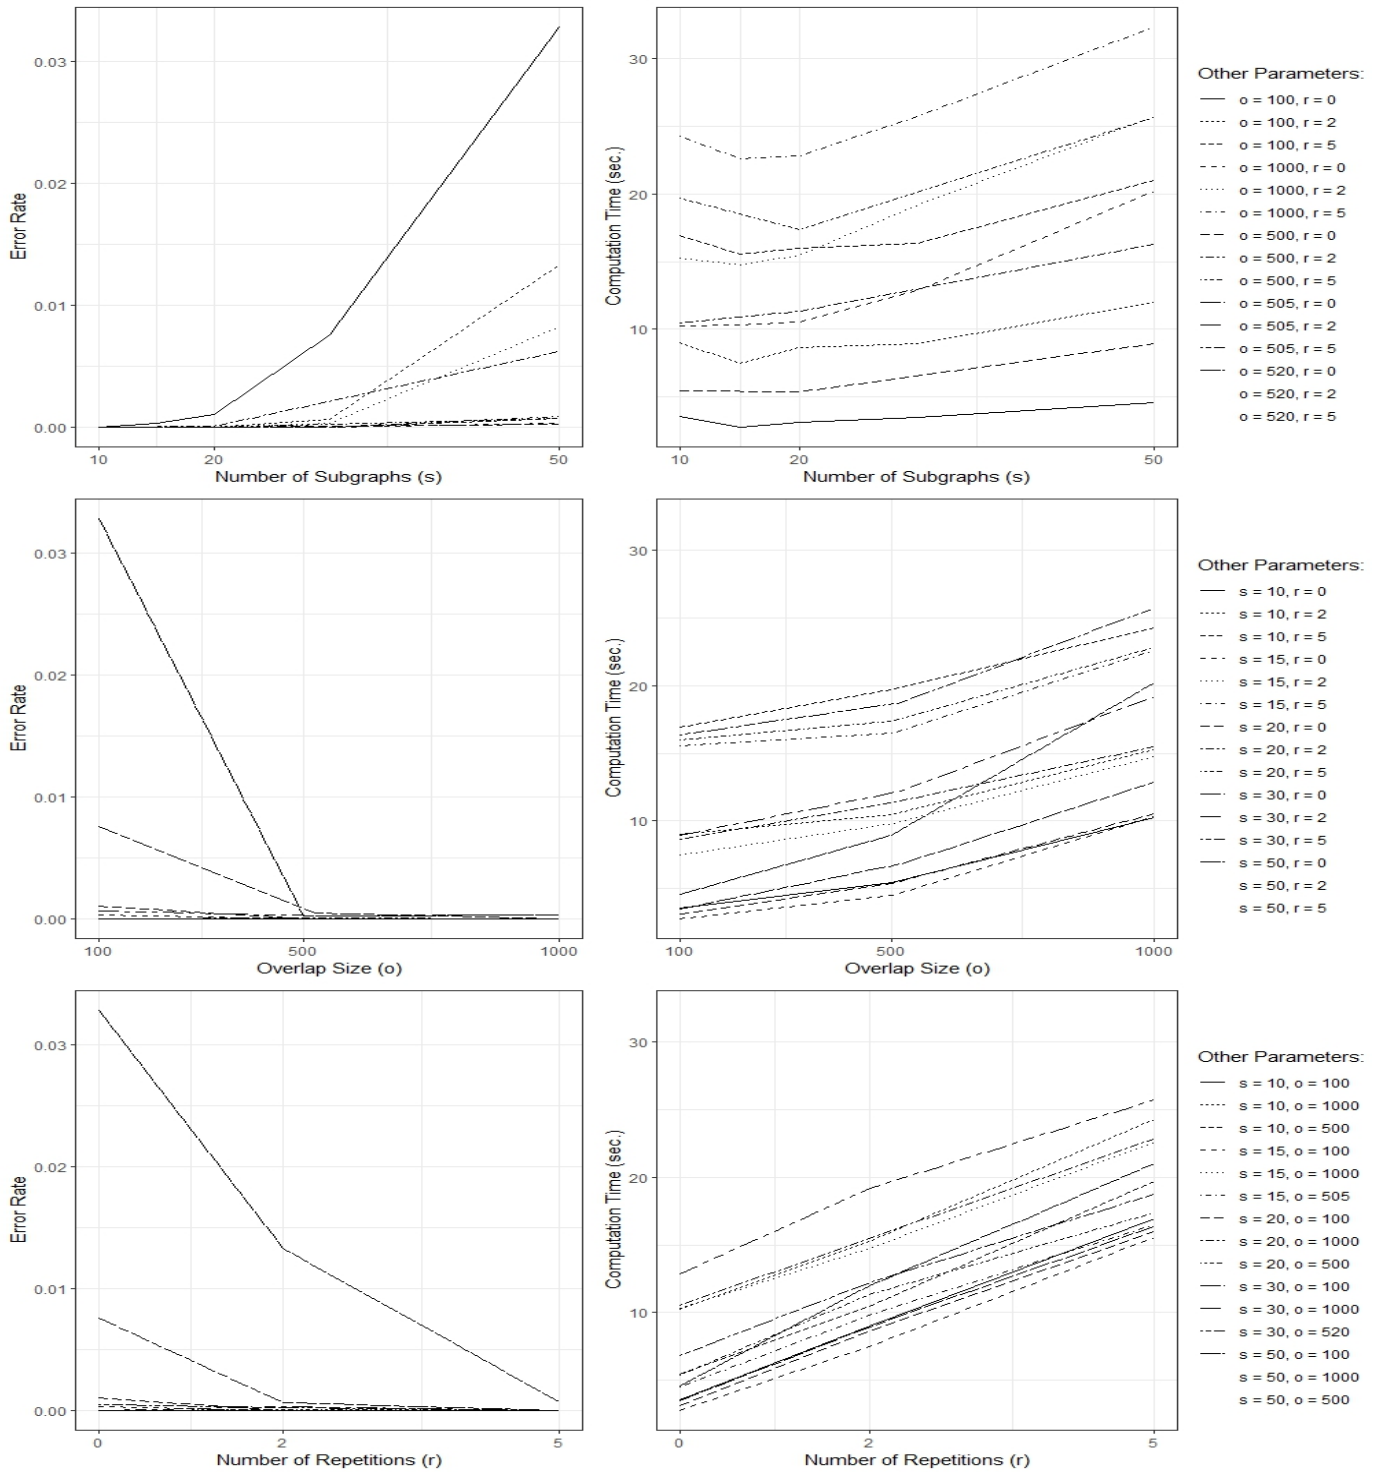 Error Rate
0.03
0.02
0.01
0.00
10 20 50
Number of Subgraphs (s)
Computation Time (sec.)
30
20
10
10 20 50
Number of Subgraphs (s)
Other Parameters:
o = 100, r = 0
o = 100, r = 2
o = 100, r = 5
o = 1000, r = 0
o = 1000, r = 2
o = 1000, r = 5
o = 500, r = 0
o = 500, r = 2
o = 500, r = 5
o = 505, r = 0
o = 505, r = 2
o = 505, r = 5
o = 520, r = 0
o = 520, r = 2
o = 520, r = 5
Error Rate
0.03
0.02
0.01
0.00
100 500 1000
Overlap Size (o)
Computation Time (sec.)
30
20
10
100 500 1000
Overlap Size (o)
Other Parameters:
s = 10, r = 0
s = 10, r = 2
s = 10, r = 5
s = 15, r = 0
s = 15, r = 2
s = 15, r = 5
s = 20, r = 0
s = 20, r = 2
s = 20, r = 5
s = 30, r = 0
s = 30, r = 2
s = 30, r = 5
s = 50, r = 0
s = 50, r = 2
s = 50, r = 5
Error Rate
0.03
0.02
0.01
0.00
0 2 5
Number of Repetitions (r)
Computation Time (sec.)
30
20
10
0 2 5
Number of Repetitions (r)
Other Parameters:
s = 10, o = 100
s = 10, o = 1000
s = 10, o = 500
s = 15, o = 100
s = 15, o = 1000
s = 15, o = 505
s = 20, o = 100
s = 20, o = 1000
s = 20, o = 500
s = 30, o = 100
s = 30, o = 1000
s = 30, o = 520
s = 50, o = 100
s = 50, o = 1000
s = 50, o = 500